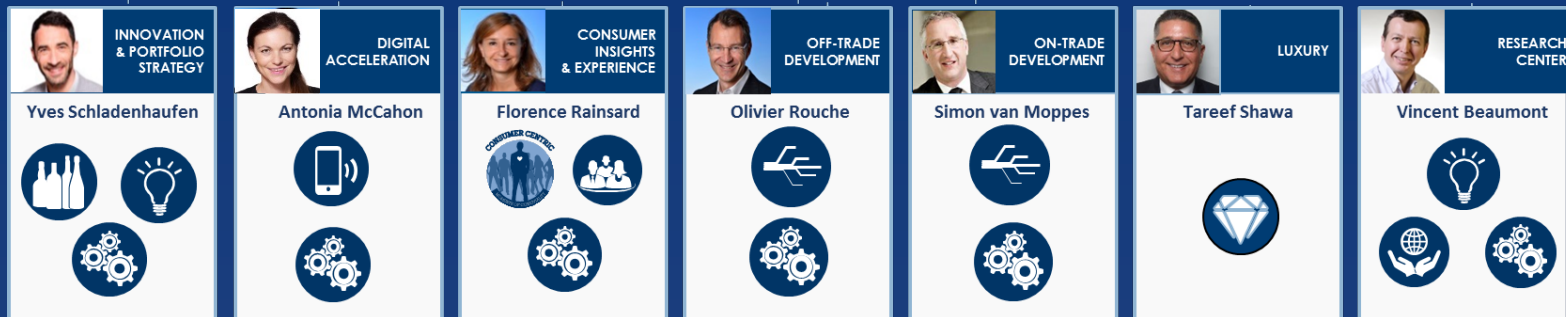 INNOVATION
& PORTFOLIO
STRATEGY
Yves Schladenhaufen
DIGITAL
ACCELERATION
Antonia McCahon
CONSUMER
INSIGHTS
& EXPERIENCE
Florence Rainsard
CONSUMER CENTRIC
OFF-TRADE
DEVELOPMENT
Olivier Rouche
ON-TRADE
DEVELOPMENT
Simon van Moppes
LUXURY
Tareef Shawa
RESEARCH
CENTER
Vincent Beaumont